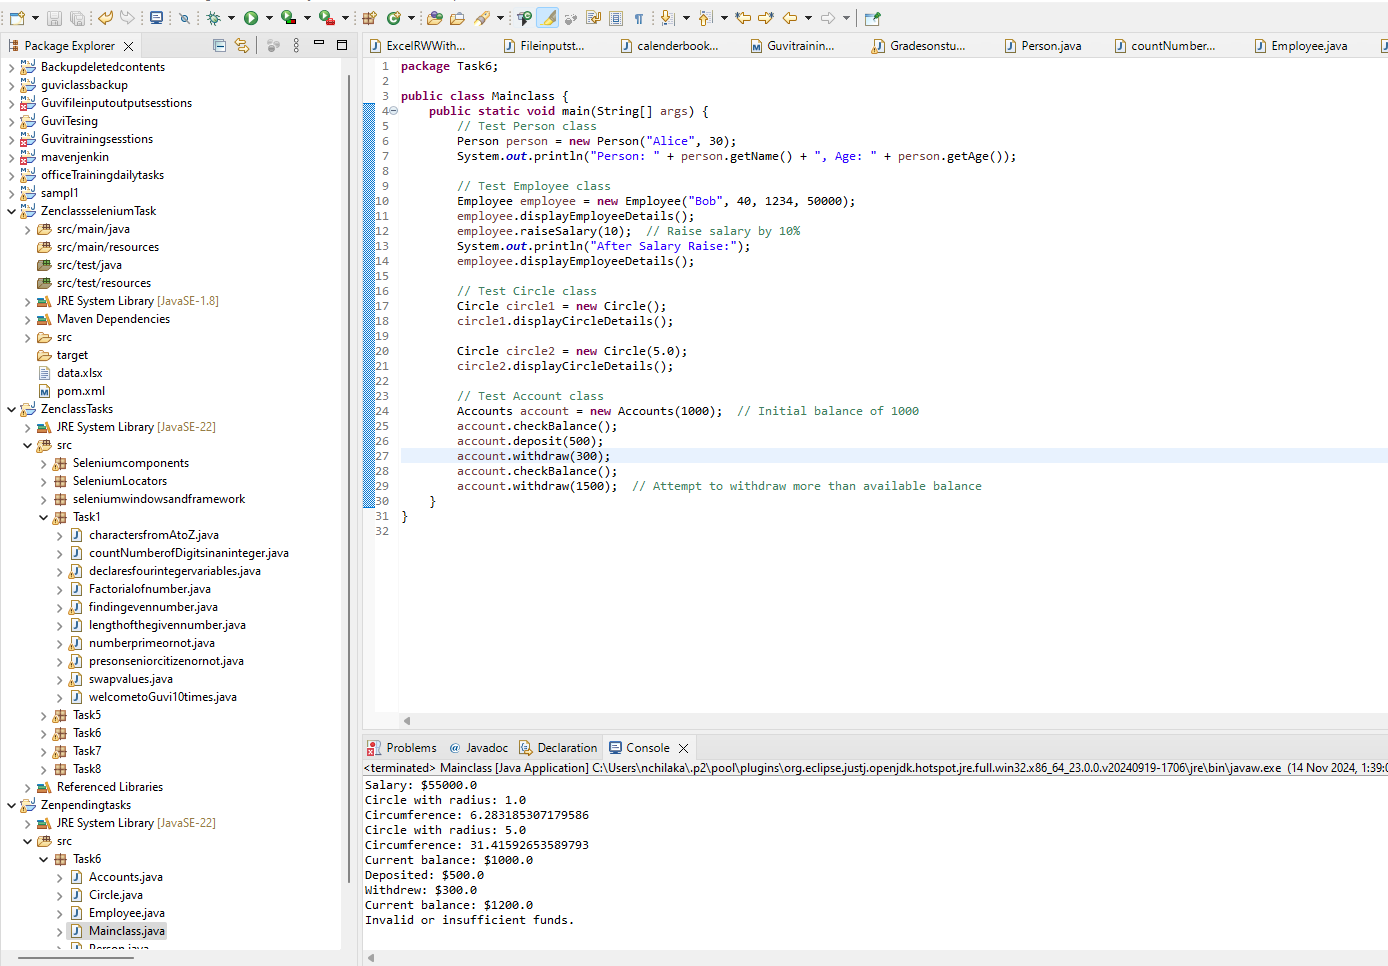 Package Explorer
Backupdeletedcontents
guviclassbackup
Guvifileinputoutputsesstions
GuviTesing
Guvitrainingsesstions
mavenjenkin
officeTrainingdailytasks
sampl1
ZenclassseleniumTask
src/main/java
src/main/resources
src/test/java
src/test/resources
JRE System Library [JavaSE-1.8]
Maven Dependencies
src
target
data.xlsx
pom.xml
ZenclassTasks
JRE System Library [JavaSE-22]
src
Seleniumcomponents
SeleniumLocators
seleniumwindowsandframework
Task1
charactersfromAtoZ.java
countNumberofDigitsinaninteger.java
declaresfourintegervariables.java
Factorialofnumber.java
findingevennumber.java
lengthofthegivennumber.java
numberprimeornot.java
presonseniorcitizenornot.java
swapvalues.java
welcometoGuvi10times.java
Task5
Task6
Task7
Task8
Referenced Libraries
Zenpendingtasks
JRE System Library [JavaSE-22]
src
Task6
Accounts.java
Circle.java
Employee.java
Mainclass.java
Person.java
ExcelRWWith... Fileinputst... calenderbook... Guvitrainin... Gradesonstu... Person.java countNumber... Employee.java
1 package Task6;
2
3 public class Mainclass {
4 public static void main(String[] args) {
5 // Test Person class
6 Person person = new Person("Alice", 30);
7 System.out.println("Person: " + person.getName() + ", Age: " + person.getAge());
8
9 // Test Employee class
10 Employee employee = new Employee("Bob", 40, 1234, 50000);
11 employee.displayEmployeeDetails();
12 employee.raiseSalary(10);  // Raise salary by 10%
13 System.out.println("After Salary Raise:");
14 employee.displayEmployeeDetails();
15
16 // Test Circle class
17 Circle circle1 = new Circle();
18 circle1.displayCircleDetails();
19
20 Circle circle2 = new Circle(5.0);
21 circle2.displayCircleDetails();
22
23 // Test Account class
24 Accounts account = new Accounts(1000);  // Initial balance of 1000
25 account.checkBalance();
26 account.deposit(500);
27 account.withdraw(300);
28 account.checkBalance();
29 account.withdraw(1500);  // Attempt to withdraw more than available balance
30 }
31 }
32
Problems @ Javadoc Declaration Console
<terminated> Mainclass [Java Application] C:\Users\nchilaka\.p2\pool\plugins\org.eclipse.justj.openjdk.hotspot.jre.full.win32.x86_64_23.0.0.v20240919-1706\jre\bin\javaw.exe (14 Nov 2024, 1:39:0
Salary: $55000.0
Circle with radius: 1.0
Circumference: 6.283185307179586
Circle with radius: 5.0
Circumference: 31.41592653589793
Current balance: $1000.0
Deposited: $500.0
Withdrew: $300.0
Current balance: $1200.0
Invalid or insufficient funds.